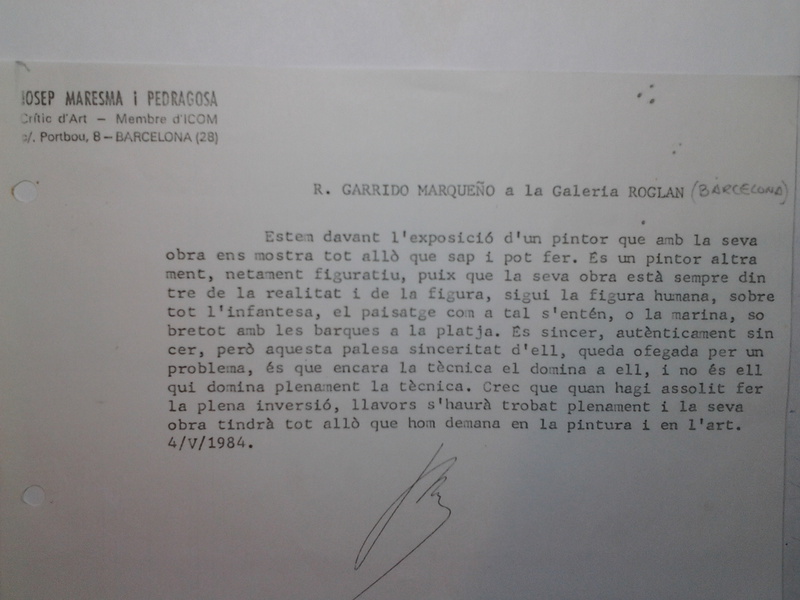 JOSEP MARESMA i PEDRAGOSA
Crític d'Art — Membre d'ICOM
c/. Portbou, 8 – BARCELONA (28)
R. GARRIDO MARQUEÑO a la Galeria ROGLAN (BARCELONA)
Estem davant l'exposició d'un pintor que amb la seva
obra ens mostra tot allò que sap i pot fer. És un pintor altra
ment, netament figuratiu, puix que la seva obra està sempre din
tre de la realitat i de la figura, sigui la figura humana, sobre
tot l'infantesa, el paisatge com a tal s'entén, o la marina, so
bretot amb les barques a la platja. És sincer, autènticament sin
cer, però aquesta palesa sinceritat d'ell, queda ofegada per un
problema, és que encara la tècnica el domina a ell, i no és ell
qui domina plenament la tècnica. Crec que quan hagi assolit fer
la plena inversió, llavors s'haurà trobat plenament i la seva
obra tindrà tot allò que hom demana en la pintura i en l'art.
4/V/1984.